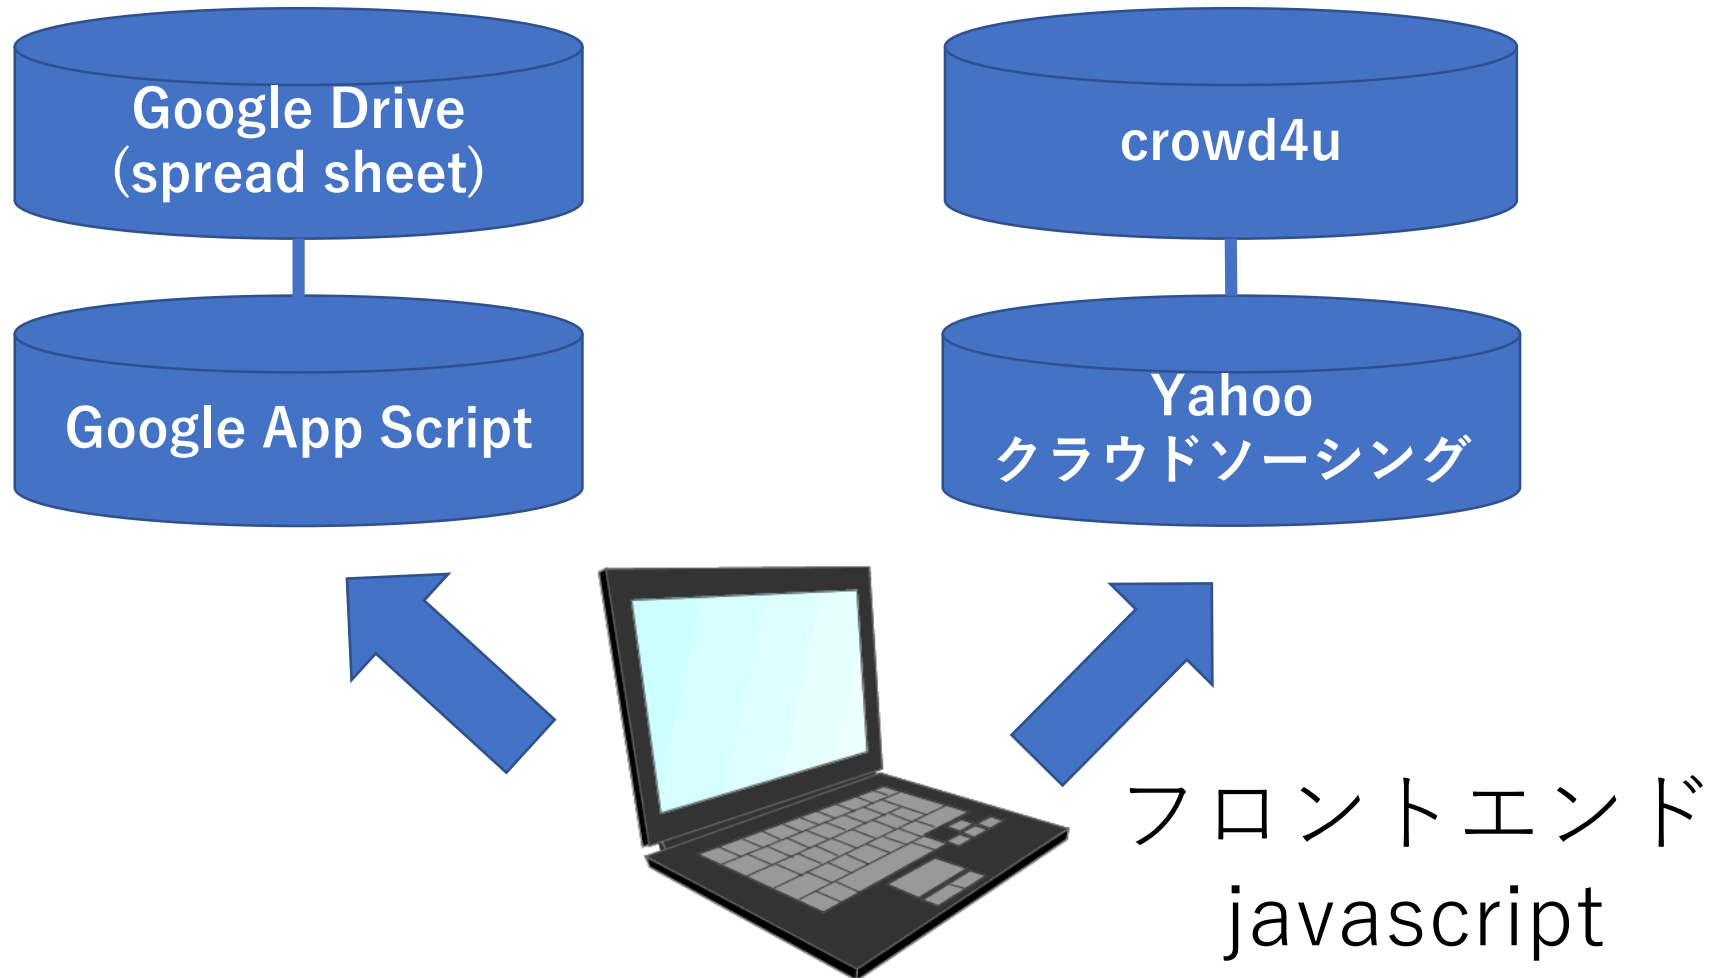 Google Drive
(spread sheet)
crowd4u
Google App Script
Yahoo
クラウドソーシング
フロントエンド
javascript